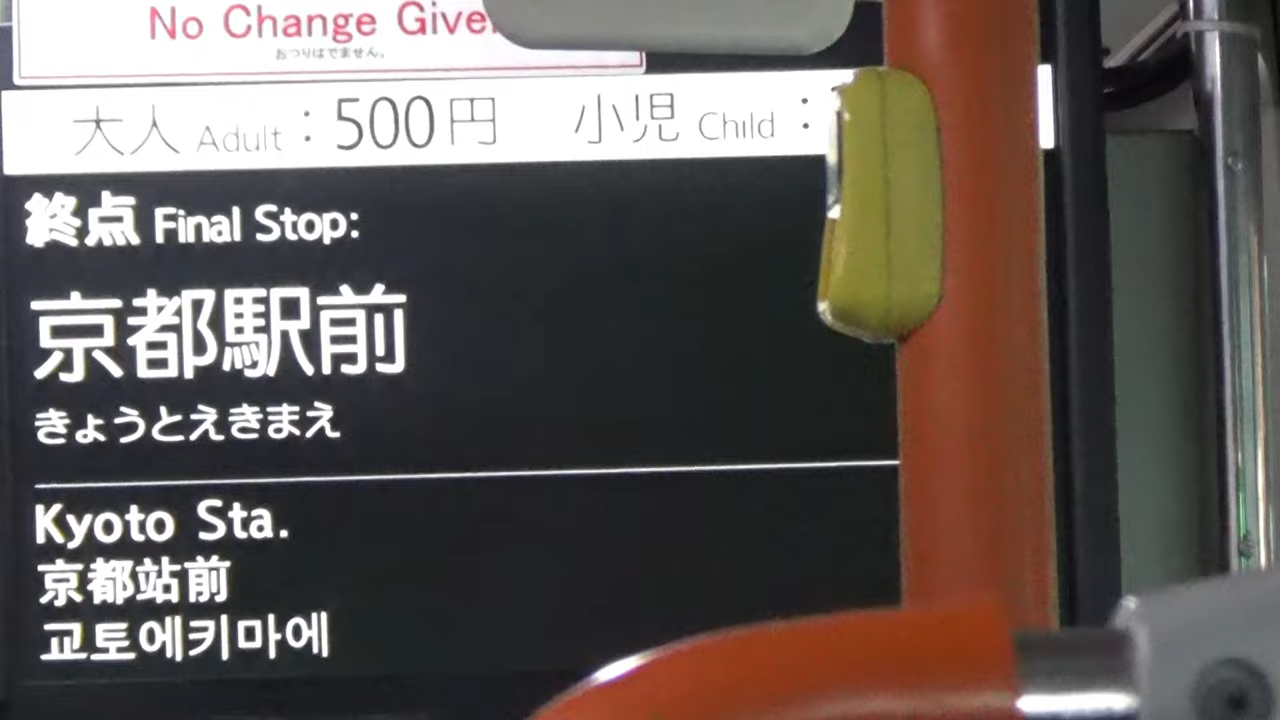 No Change
おつりはでません。
大人 Adult : 500円 小児 Child :
終点 Final Stop:
京都駅前
きょうとえきまえ
Kyoto Sta.
京都站前
교토에키마에